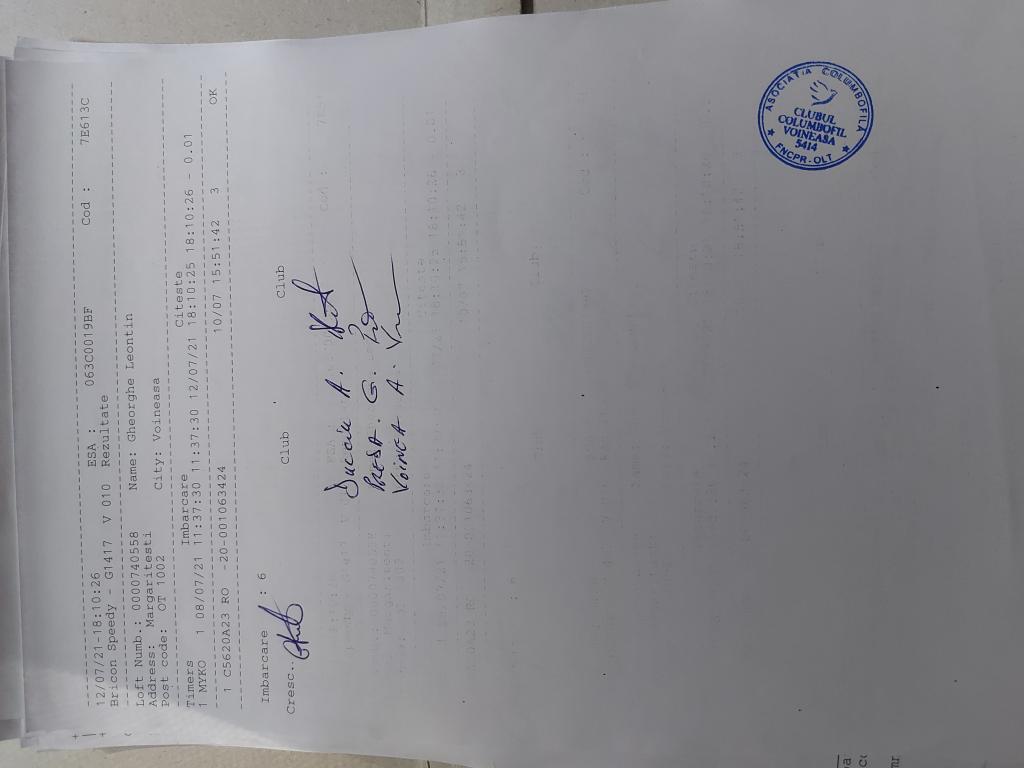 12/07/21-18:10:26 ESA : 063C0019BF Cod : 7E613C
Bricon Speedy - G1417 V 010 Rezultate
Loft Numb.: 0000740558 Name: Gheorghe Leontin
Address: Margaritesti
Post code: OT 1002 City: Voineasa
Imbarcare Citeste
Timers
1 MYKO 1 08/07/21 11:37:30 11:37:30 12/07/21 18:10:25 18:10:26 - 0.01
1 C5620A23 RO -20-001063424 10/07 15:51:42 3 OK
Imbarcare : 6
Cresc.. Club Club
A.
G.
VOINEA A.
ASOCIATIA COLUMBOFILA
CLUBUL
COLUMBOFIL
VOINEASA
5414
FNCPR-OLT